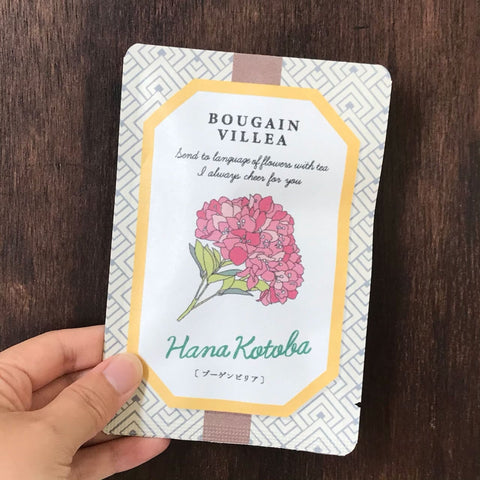 BOUGAIN
VILLEA
Send to language of flowers with tea
I always cheer for you
Hana Kotoba
[ブーゲンビリア]